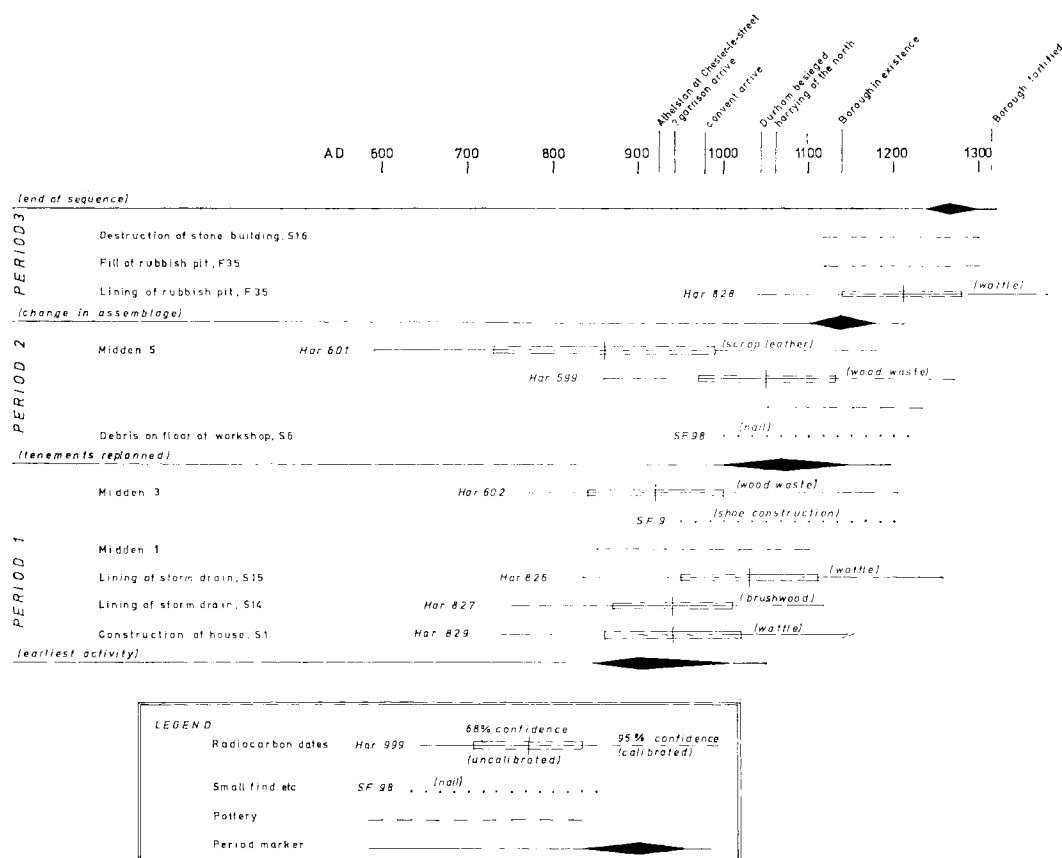 Athelstan at Chester-le-street
? garrison arrive
convent arrive
Durham besieged
harrying of the north
Borough in existence
Borough fortified
AD 600 700 800 900 1000 1100 1200 1300
(end of sequence)
PERIOD 3
Destruction of stone building, S16
Fill of rubbish pit, F35
Lining of rubbish pit, F35 Har 828 (wattle)
(change in assemblage)
PERIOD 2
Midden 5 Har 601 (scrap leather)
Har 599 (wood waste)
Debris on floor of workshop, S6 SF 98 (nail)
(tenements replanned)
PERIOD 1
Midden 3 Har 602 (wood waste)
SF 9 (shoe construction)
Midden 1
Lining of storm drain, S15 Har 826 (wattle)
Lining of storm drain, S14 Har 827 (brushwood)
Construction of house, S1 Har 829 (wattle)
(earliest activity)
LEGEND
68% confidence
Radiocarbon dates Har 999 95% confidence
(uncalibrated) (calibrated)
Small find etc SF 98 (nail)
Pottery
Period marker